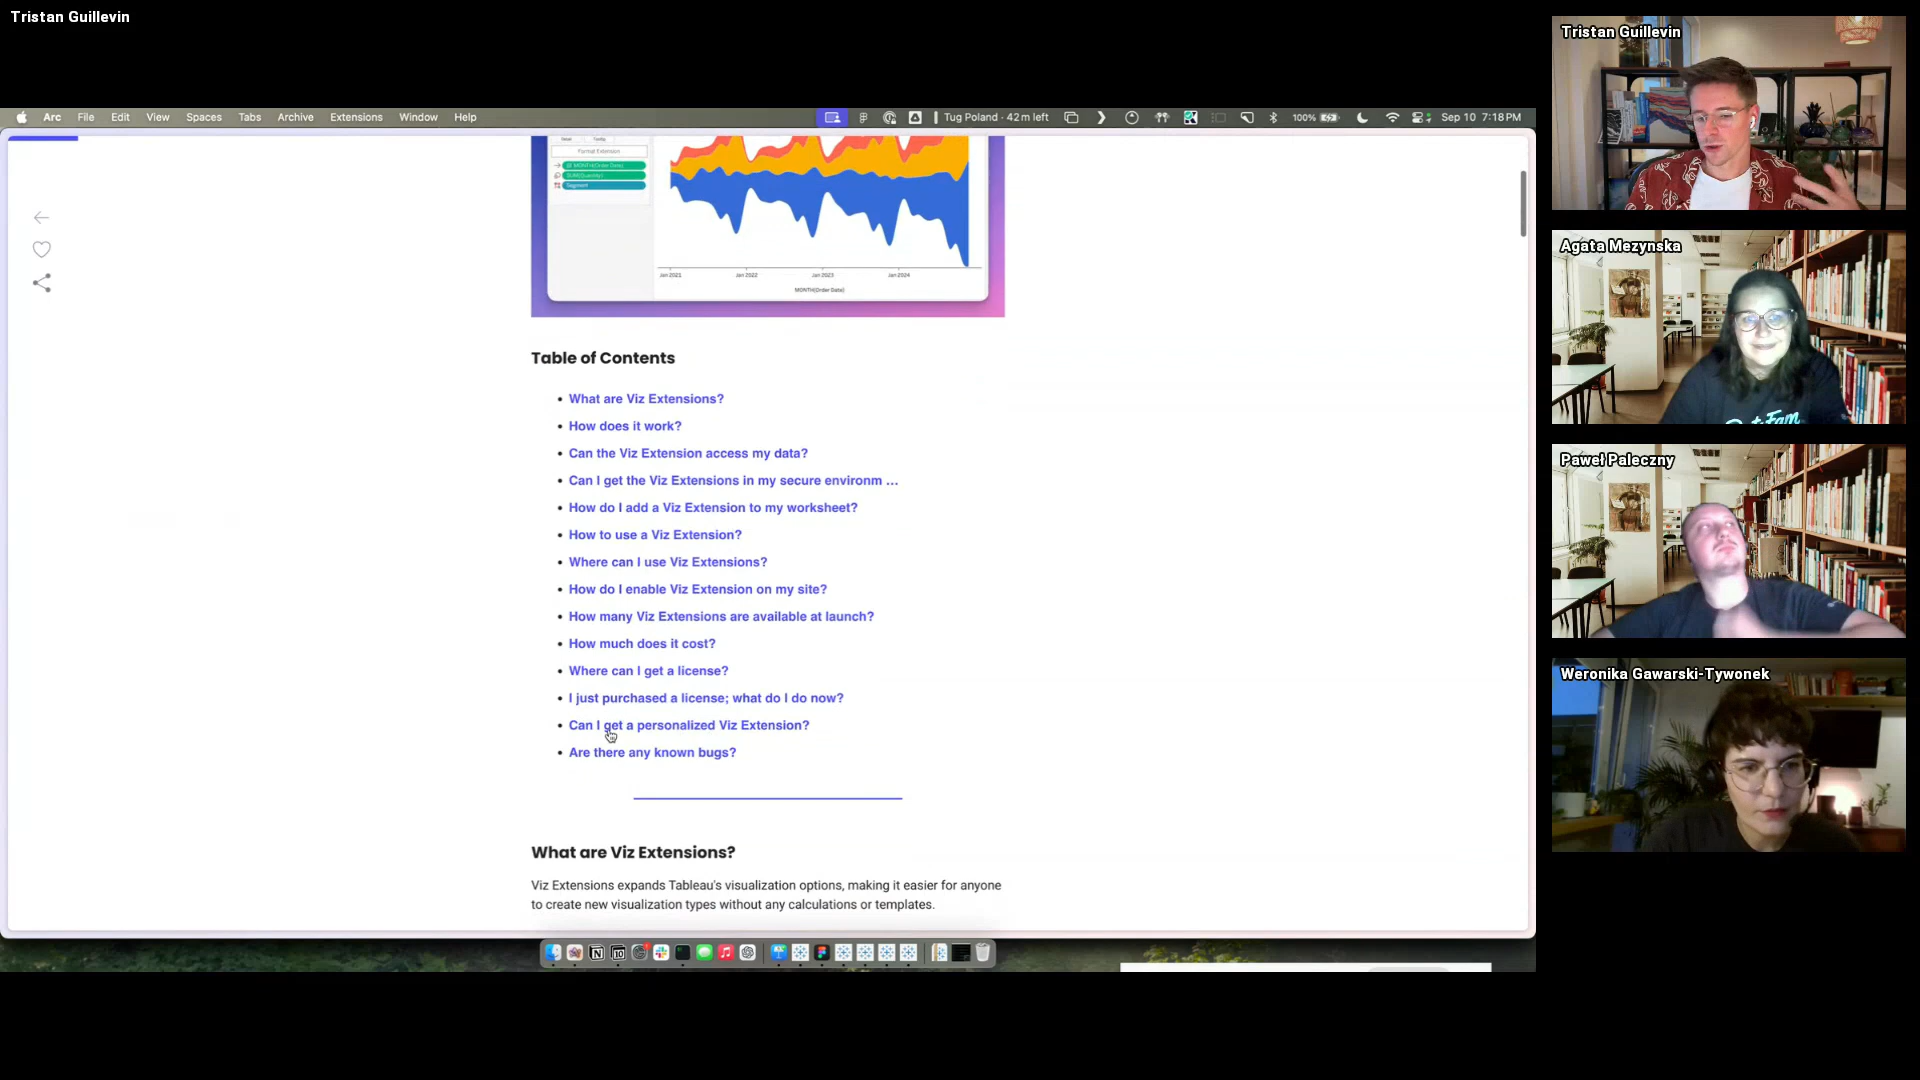 Tristan Guillevin
Arc File Edit View Spaces Tabs Archive Extensions Window Help
Tug Poland · 42 m left
100%
Sep 10 7:18 PM
Partial Extension
MONTH(Order Date)
SUM(Quantity)
Segment
Jan 2021 Jan 2022 Jan 2023 Jan 2024
MONTH(Order Date)
Table of Contents
• What are Viz Extensions?
• How does it work?
• Can the Viz Extension access my data?
• Can I get the Viz Extensions in my secure environm ...
• How do I add a Viz Extension to my worksheet?
• How to use a Viz Extension?
• Where can I use Viz Extensions?
• How do I enable Viz Extension on my site?
• How many Viz Extensions are available at launch?
• How much does it cost?
• Where can I get a license?
• I just purchased a license; what do I do now?
• Can I get a personalized Viz Extension?
• Are there any known bugs?
What are Viz Extensions?
Viz Extensions expands Tableau's visualization options, making it easier for anyone
to create new visualization types without any calculations or templates.
Tristan Guillevin
Agata Mezynska
Paweł Paleczny
Weronika Gawarski-Tywonek